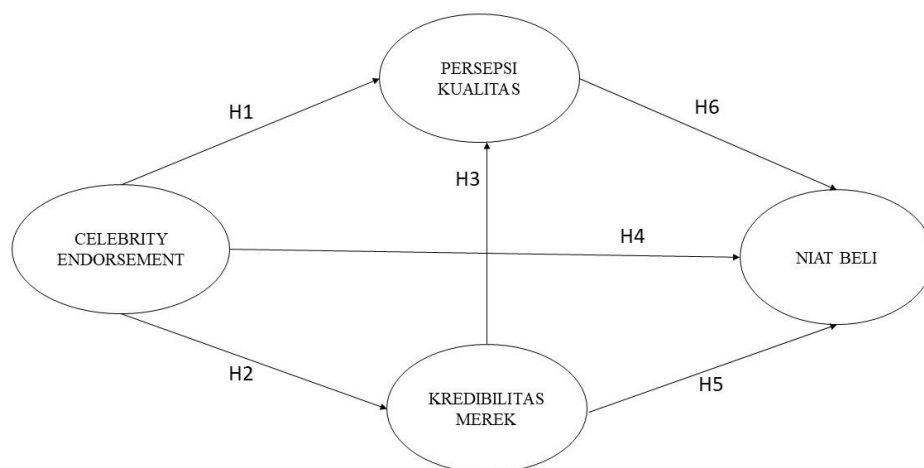 PERSEPSI
KUALITAS
H1
H6
H3
CELEBRITY
ENDORSEMENT
H4
NIAT BELI
H2
H5
KREDIBILITAS
MEREK